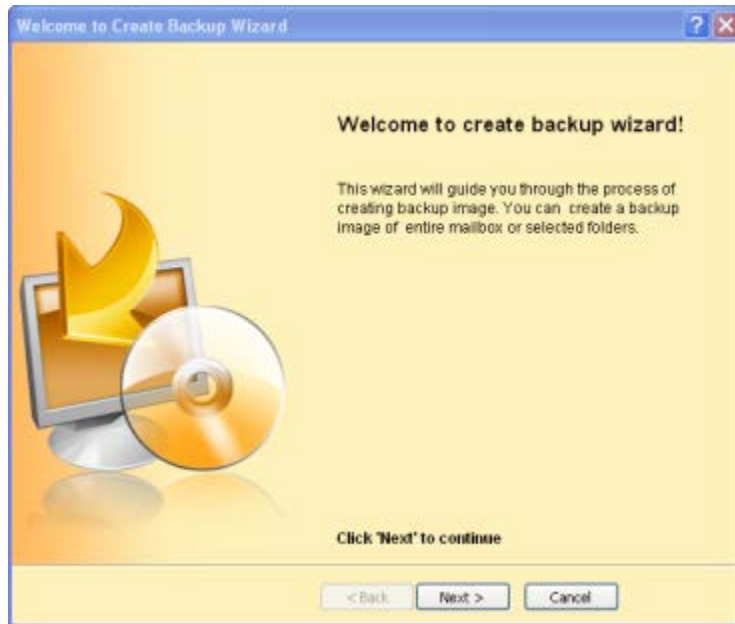 Welcome to Create Backup Wizard
Welcome to create backup wizard!
This wizard will guide you through the process of
creating backup image. You can create a backup
image of entire mailbox or selected folders.
Click 'Next' to continue
< Back
Next >
Cancel